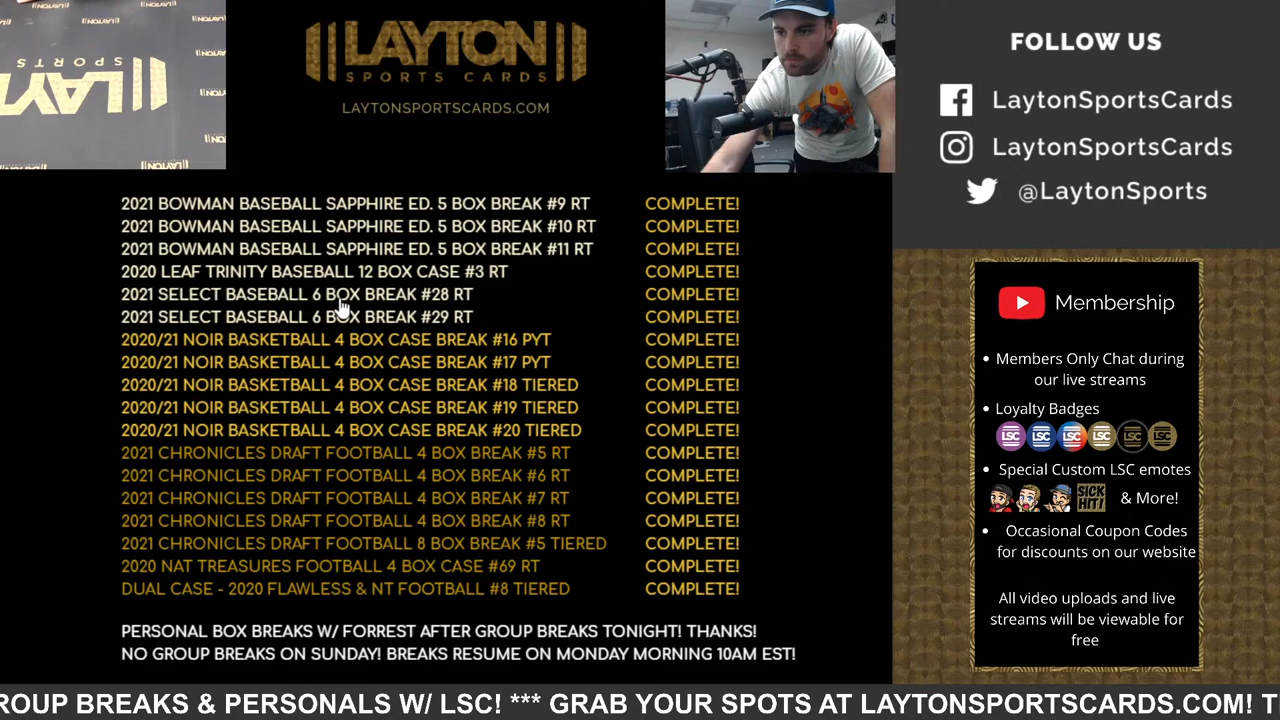 LAYTON
SPORTS
LAYTON
SPORTS CARDS
LAYTONSPORTSCARDS.COM
FOLLOW US
LaytonSportsCards
LaytonSportsCards
@LaytonSports
2021 BOWMAN BASEBALL SAPPHIRE ED. 5 BOX BREAK #9 RT COMPLETE!
2021 BOWMAN BASEBALL SAPPHIRE ED. 5 BOX BREAK #10 RT COMPLETE!
2021 BOWMAN BASEBALL SAPPHIRE ED. 5 BOX BREAK #11 RT COMPLETE!
2020 LEAF TRINITY BASEBALL 12 BOX CASE #3 RT COMPLETE!
2021 SELECT BASEBALL 6 BOX BREAK #28 RT COMPLETE!
2021 SELECT BASEBALL 6 BOX BREAK #29 RT COMPLETE!
2020/21 NOIR BASKETBALL 4 BOX CASE BREAK #16 PYT COMPLETE!
2020/21 NOIR BASKETBALL 4 BOX CASE BREAK #17 PYT COMPLETE!
2020/21 NOIR BASKETBALL 4 BOX CASE BREAK #18 TIERED COMPLETE!
2020/21 NOIR BASKETBALL 4 BOX CASE BREAK #19 TIERED COMPLETE!
2020/21 NOIR BASKETBALL 4 BOX CASE BREAK #20 TIERED COMPLETE!
2021 CHRONICLES DRAFT FOOTBALL 4 BOX BREAK #5 RT COMPLETE!
2021 CHRONICLES DRAFT FOOTBALL 4 BOX BREAK #6 RT COMPLETE!
2021 CHRONICLES DRAFT FOOTBALL 4 BOX BREAK #7 RT COMPLETE!
2021 CHRONICLES DRAFT FOOTBALL 4 BOX BREAK #8 RT COMPLETE!
2021 CHRONICLES DRAFT FOOTBALL 8 BOX BREAK #5 TIERED COMPLETE!
2020 NAT TREASURES FOOTBALL 4 BOX CASE #69 RT COMPLETE!
DUAL CASE - 2020 FLAWLESS & NT FOOTBALL #8 TIERED COMPLETE!
PERSONAL BOX BREAKS W/ FORREST AFTER GROUP BREAKS TONIGHT! THANKS!
NO GROUP BREAKS ON SUNDAY! BREAKS RESUME ON MONDAY MORNING 10AM EST!
Membership
• Members Only Chat during
our live streams
• Loyalty Badges
LSC LSC LSC LSC LSC LSC
• Special Custom LSC emotes
SICK HIT! & More!
• Occasional Coupon Codes
for discounts on our website
All video uploads and live
streams will be viewable for
free
ROUP BREAKS & PERSONALS W/ LSC! *** GRAB YOUR SPOTS AT LAYTONSPORTSCARDS.COM! T